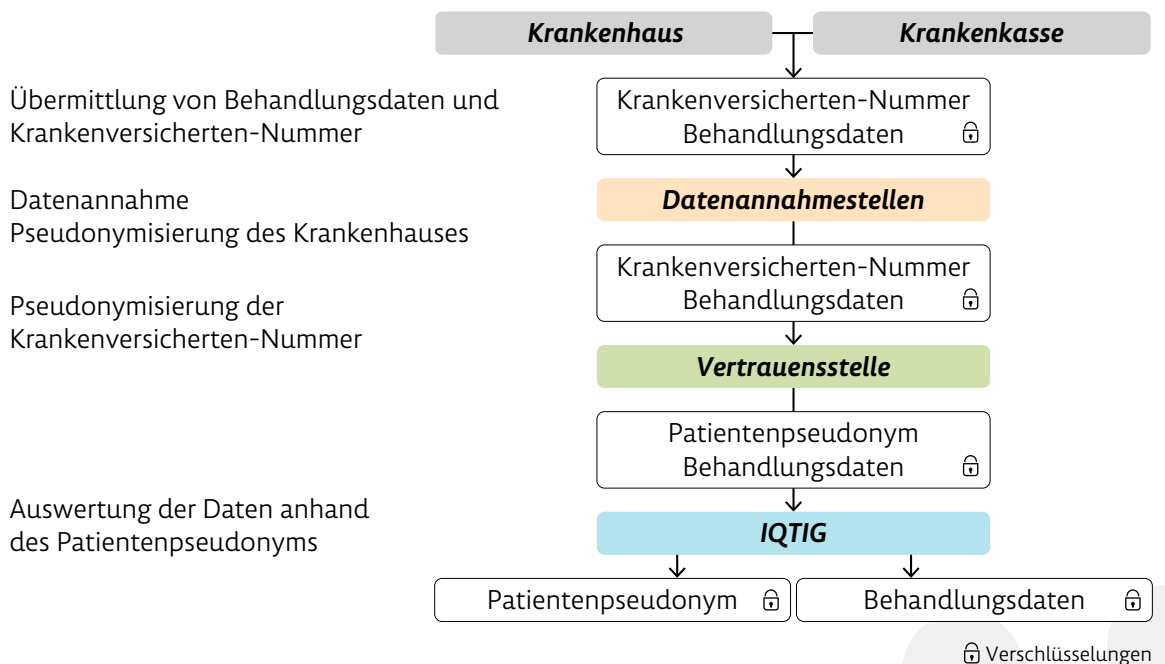 Krankenhaus
Krankenkasse
Übermittlung von Behandlungsdaten und
Krankenversicherten-Nummer
Krankenversicherten-Nummer
Behandlungsdaten
Datenannahme
Pseudonymisierung des Krankenhauses
Datenannahmestellen
Krankenversicherten-Nummer
Behandlungsdaten
Pseudonymisierung der
Krankenversicherten-Nummer
Vertrauensstelle
Patientenpseudonym
Behandlungsdaten
Auswertung der Daten anhand
des Patientenpseudonyms
IQTIG
Patientenpseudonym
Behandlungsdaten
Verschlüsselungen